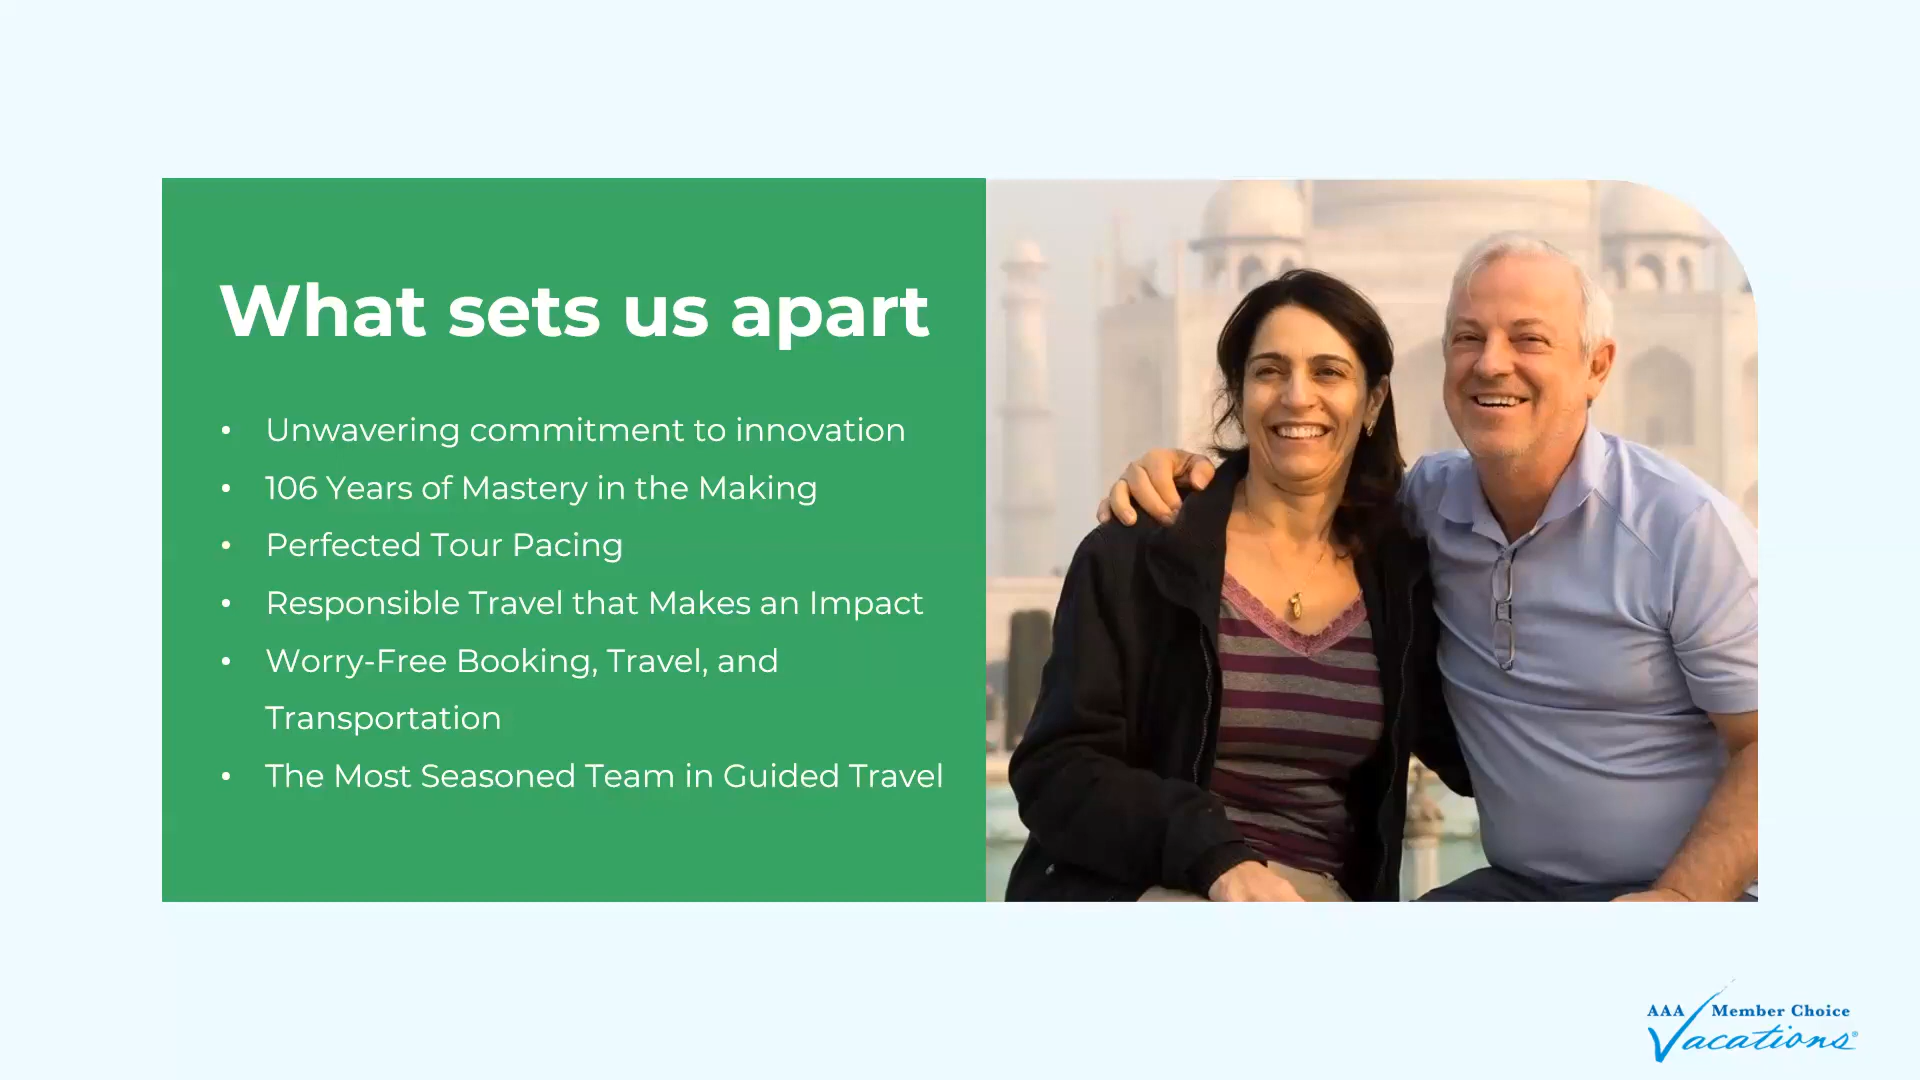 What sets us apart
• Unwavering commitment to innovation
• 106 Years of Mastery in the Making
• Perfected Tour Pacing
• Responsible Travel that Makes an Impact
• Worry-Free Booking, Travel, and
Transportation
• The Most Seasoned Team in Guided Travel
AAA Member Choice
Vacations®